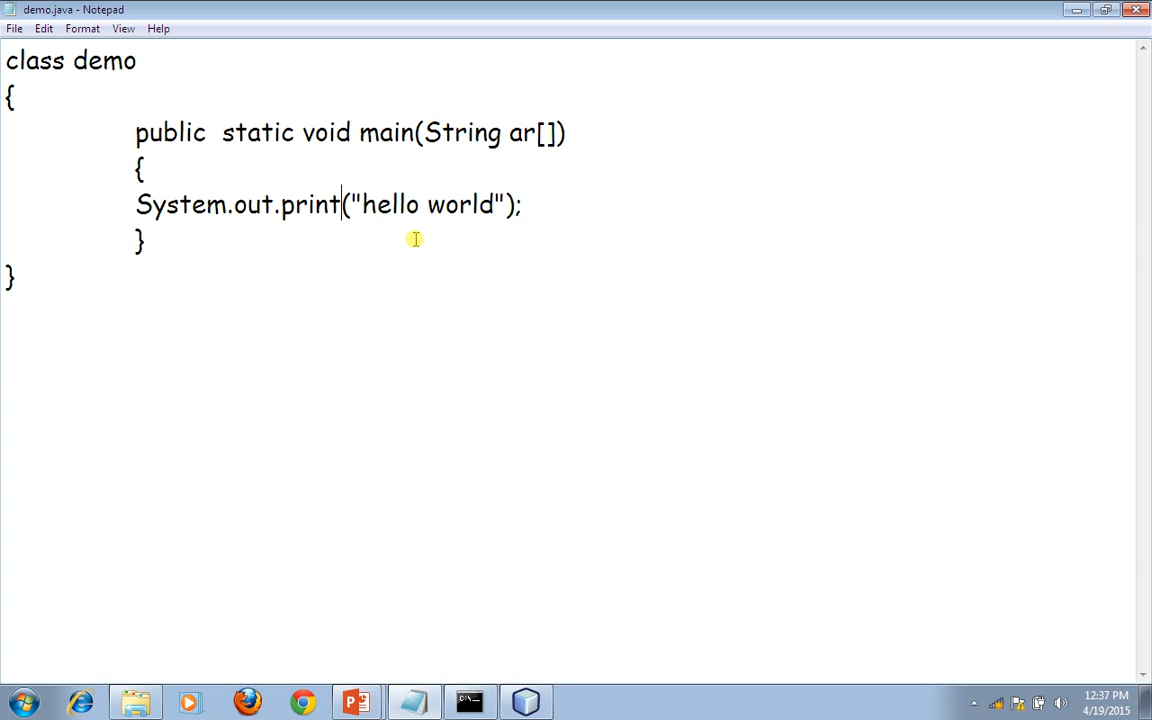 demo.java - Notepad
File Edit Format View Help
class demo
{
public  static void main(String ar[])
{
System.out.print("hello world");
}
}
12:37 PM
4/19/2015